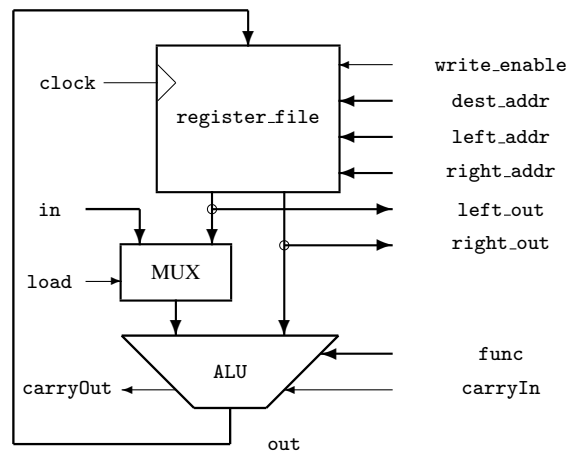 write_enable
clock
dest_addr
register_file
left_addr
right_addr
in
left_out
right_out
MUX
load
func
ALU
carryOut
carryIn
out